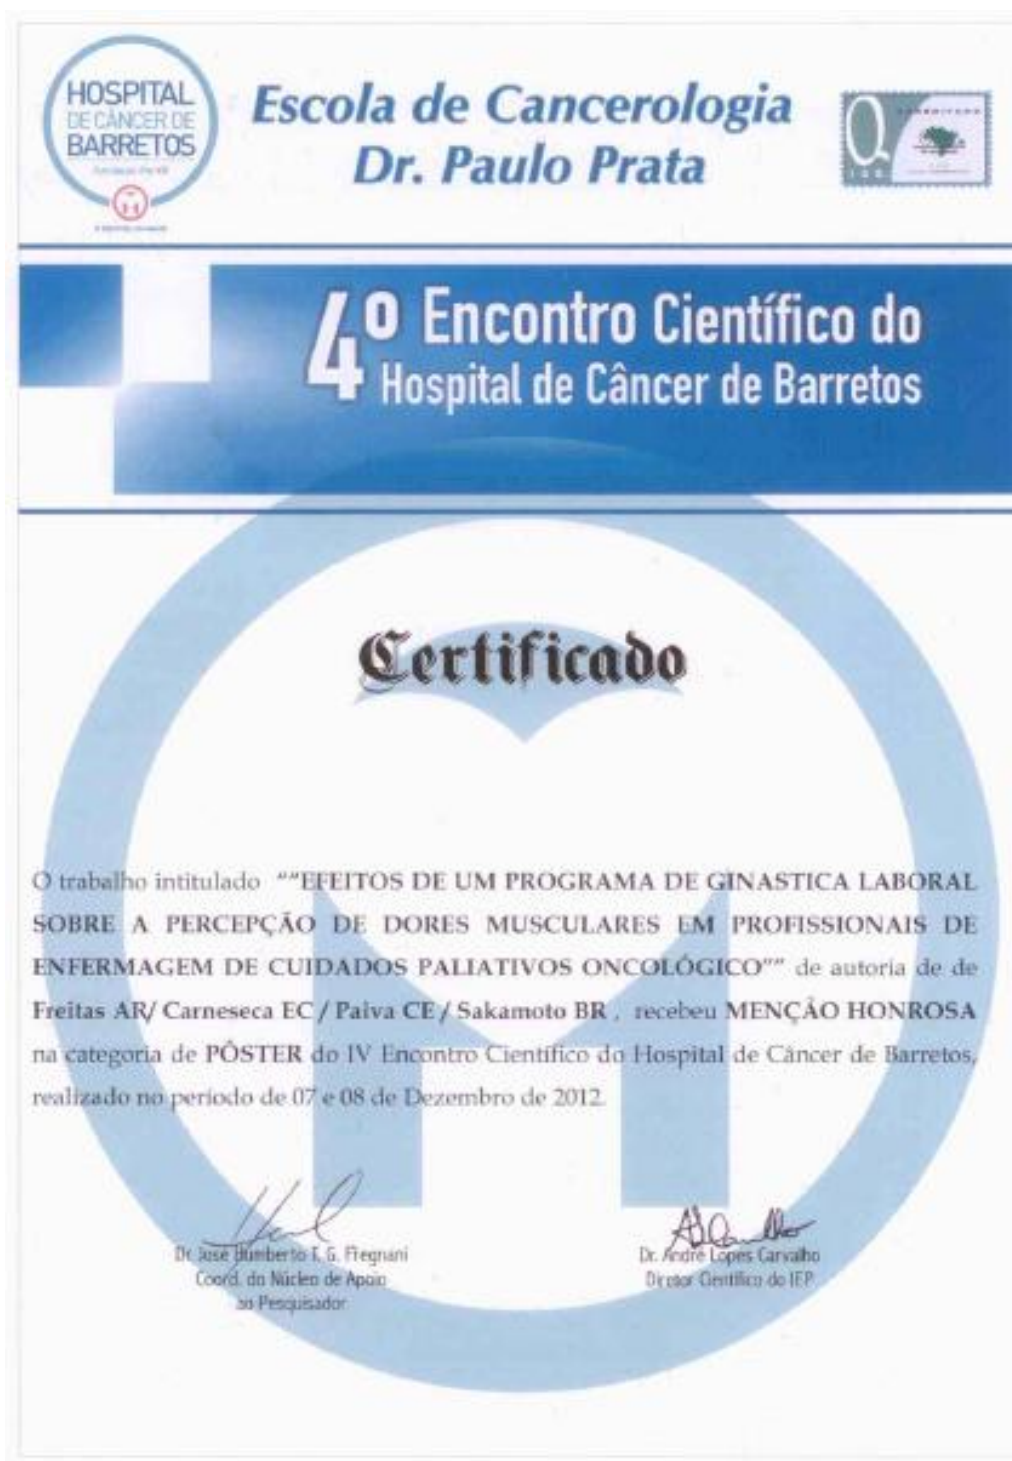 HOSPITAL
DE CÂNCER DE
BARRETOS
Escola de Cancerologia
Dr. Paulo Prata
Q
4º Encontro Científico do
Hospital de Câncer de Barretos
Certificado
O trabalho intitulado ““EFEITOS DE UM PROGRAMA DE GINASTICA LABORAL
SOBRE A PERCEPÇÃO DE DORES MUSCULARES EM PROFISSIONAIS DE
ENFERMAGEM DE CUIDADOS PALIATIVOS ONCOLÓGICO”” de autoria de de
Freitas AR/ Carneseca EC / Paiva CE / Sakamoto BR , recebeu MENÇÃO HONROSA
na categoria de PÔSTER do IV Encontro Científico do Hospital de Câncer de Barretos,
realizado no período de 07 e 08 de Dezembro de 2012.
Dr. José Humberto T. G. Fregnani
Coord. do Núcleo de Apoio
ao Pesquisador
Dr. André Lopes Carvalho
Diretor Científico do IEP